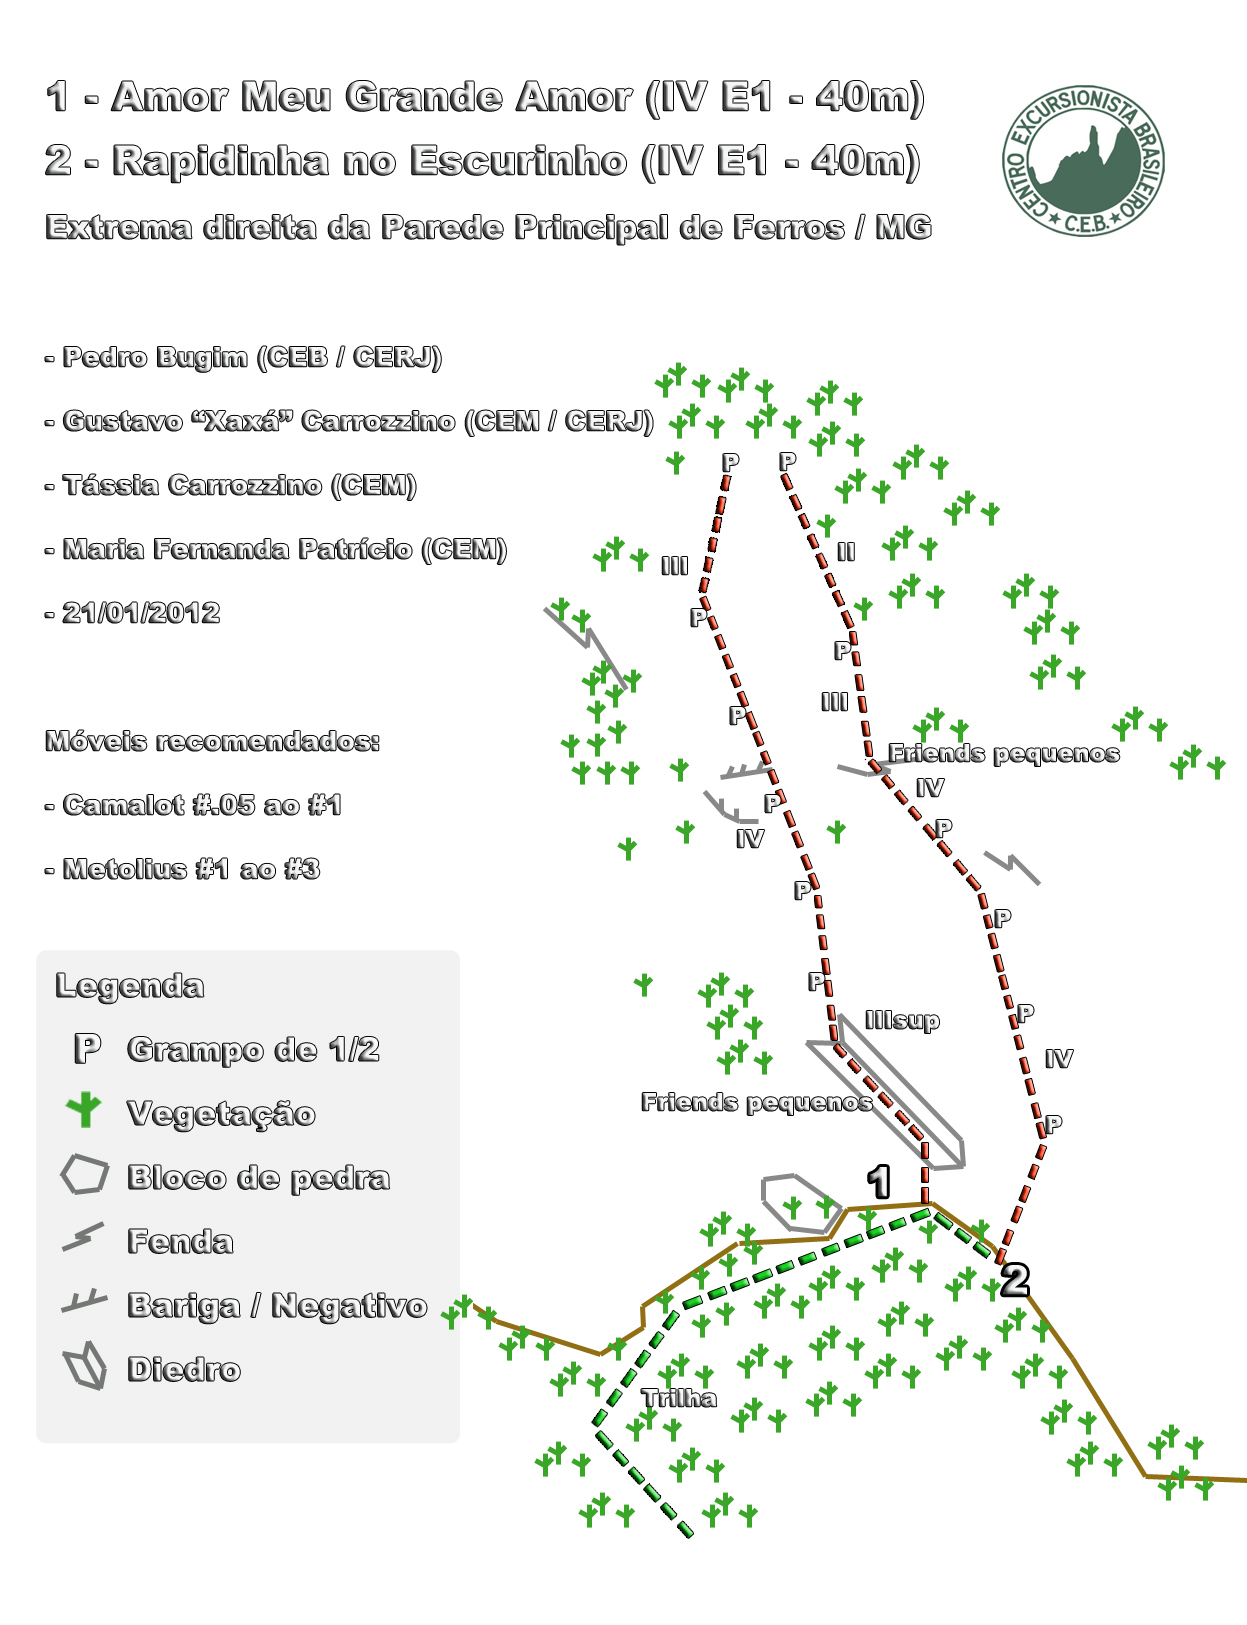 1 - Amor Meu Grande Amor (IV E1 - 40m)
2 - Rapidinha no Escurinho (IV E1 - 40m)
Extrema direita da Parede Principal de Ferros / MG
CENTRO EXCURSIONISTA BRASILEIRO
C.E.B.
- Pedro Bugim (CEB / CERJ)
- Gustavo “Xaxá” Carrozzino (CEM / CERJ)
- Tássia Carrozzino (CEM)
- Maria Fernanda Patrício (CEM)
- 21/01/2012
Móveis recomendados:
- Camalot #.05 ao #1
- Metolius #1 ao #3
Legenda
P Grampo de 1/2
Vegetação
Bloco de pedra
Fenda
Bariga / Negativo
Diedro
P P
II
III
P
P
III
P
Friends pequenos
IV
P
P
IV
P
P
P
P
IIIsup
IV
Friends pequenos
P
1
2
Trilha